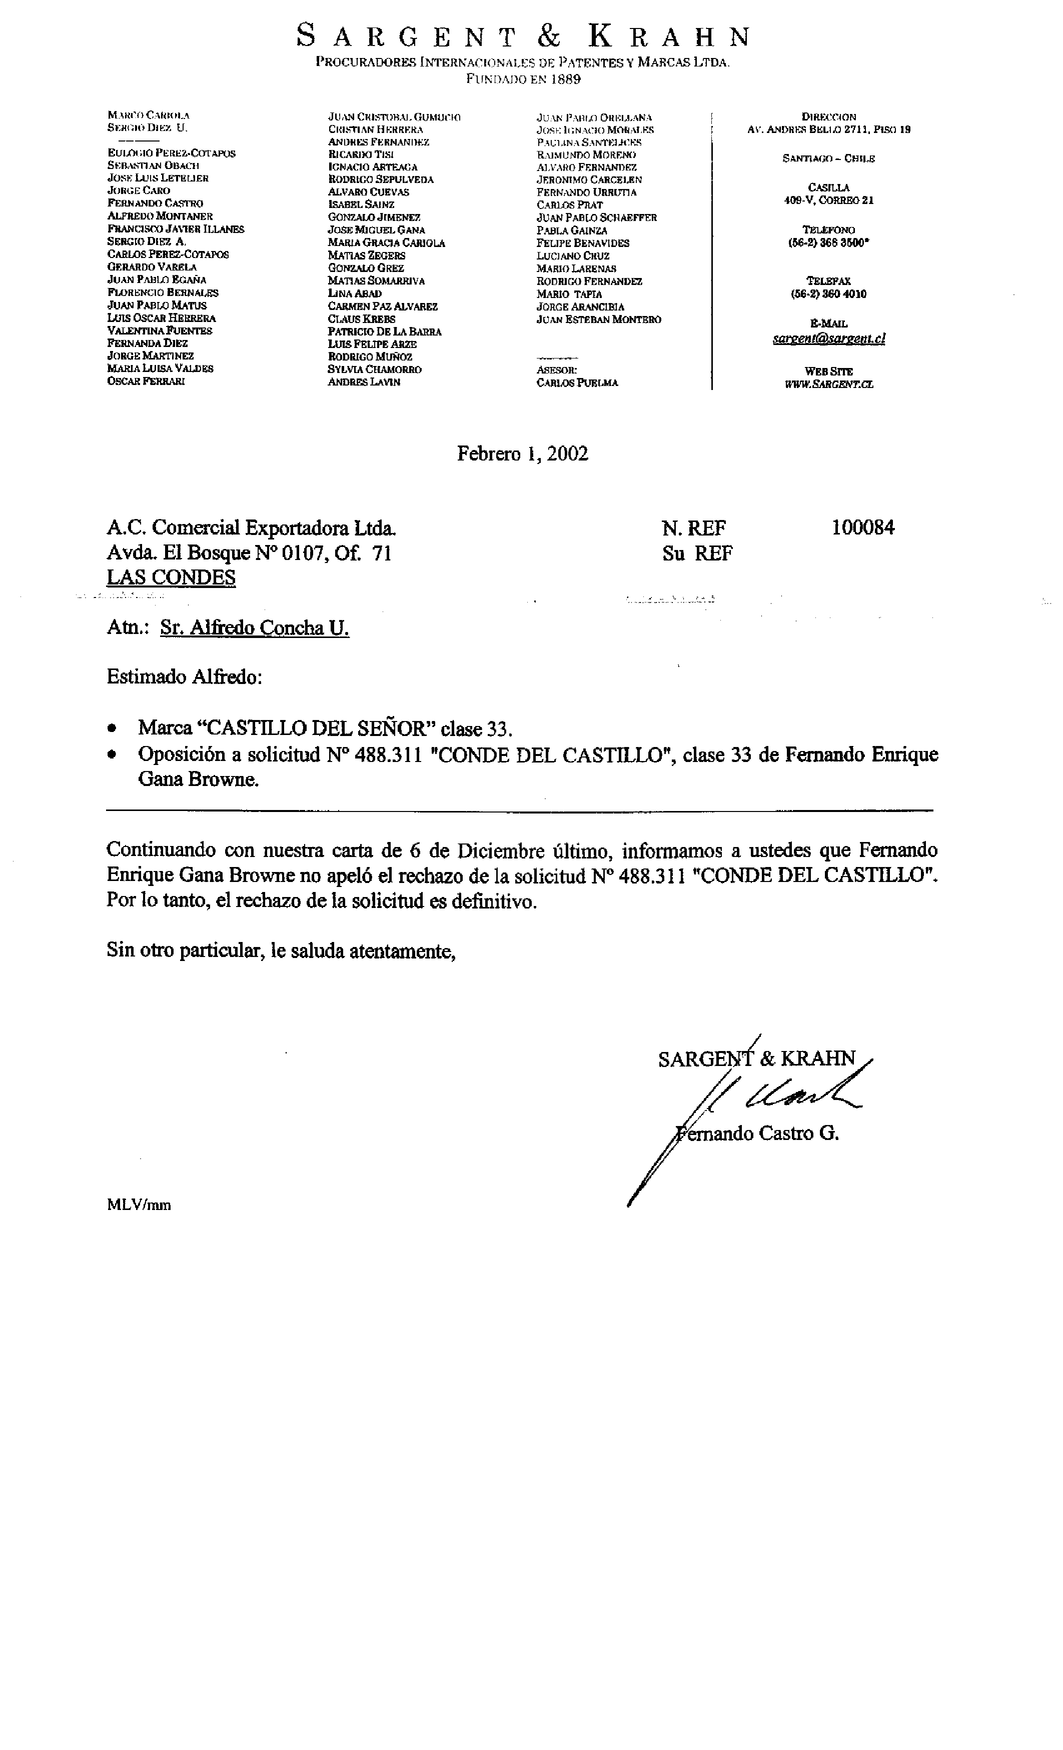 SARGENT & KRAHN
PROCURADORES INTERNACIONALES DE PATENTES Y MARCAS LTDA.
FUNDADO EN 1889
MARCO CARIOLA
SERGIO DIEZ U.
EULOGIO PEREZ-COTAPOS
SEBASTIAN OBACH
JOSE LUIS LETELIER
JORGE CARO
FERNANDO CASTRO
ALFREDO MONTANER
FRANCISCO JAVIER ILLANES
SERGIO DIEZ A.
CARLOS PEREZ-COTAPOS
GERARDO VARELA
JUAN PABLO EGAÑA
FLORENCIO BERNALES
JUAN PABLO MATUS
LUIS OSCAR HERRERA
VALENTINA FUENTES
FERNANDA DIEZ
JORGE MARTINEZ
MARIA LUISA VALDES
OSCAR FERRARI
JUAN CRISTOBAL GUMUCIO
CRISTIAN HERRERA
ANDRES FERNANDEZ
RICARDO TISI
IGNACIO ARTEAGA
RODRIGO SEPULVEDA
ALVARO CUEVAS
ISABEL SAINZ
GONZALO JIMENEZ
JOSE MIGUEL GANA
MARIA GRACIA CARIOLA
MATIAS ZEGERS
GONZALO GREZ
MATIAS SOMARRIVA
LINA ABAD
CARMEN PAZ ALVAREZ
CLAUS KREBS
PATRICIO DE LA BARRA
LUIS FELIPE ARZE
RODRIGO MUÑOZ
SYLVIA CHAMORRO
ANDRES LAVIN
JUAN PABLO ORELLANA
JOSE IGNACIO MORALES
PAULINA SANTELICES
RAIMUNDO MORENO
ALVARO FERNANDEZ
JERONIMO CARCELEN
FERNANDO URRUTIA
CARLOS PRAT
JUAN PABLO SCHAEFFER
PABLA GAINZA
FELIPE BENAVIDES
LUCIANO CRUZ
MARIO LARENAS
RODRIGO FERNANDEZ
MARIO TAPIA
JORGE ARANCIBIA
JUAN ESTEBAN MONTERO
ASESOR:
CARLOS PUELMA
DIRECCION
AV. ANDRES BELLO 2711, PISO 19
SANTIAGO – CHILE
CASILLA
409-V, CORREO 21
TELEFONO
(56-2) 368 3500*
TELEFAX
(56-2) 360 4010
E-MAIL
sargent@sargent.cl
WEB SITE
WWW.SARGENT.CL
Febrero 1, 2002
A.C. Comercial Exportadora Ltda. N. REF 100084
Avda. El Bosque Nº 0107, Of. 71 Su REF
LAS CONDES
Atn.: Sr. Alfredo Concha U.
Estimado Alfredo:
• Marca “CASTILLO DEL SEÑOR” clase 33.
• Oposición a solicitud Nº 488.311 "CONDE DEL CASTILLO", clase 33 de Fernando Enrique
Gana Browne.
Continuando con nuestra carta de 6 de Diciembre último, informamos a ustedes que Fernando
Enrique Gana Browne no apeló el rechazo de la solicitud Nº 488.311 "CONDE DEL CASTILLO".
Por lo tanto, el rechazo de la solicitud es definitivo.
Sin otro particular, le saluda atentamente,
SARGENT & KRAHN
Fernando Castro G.
MLV/mm